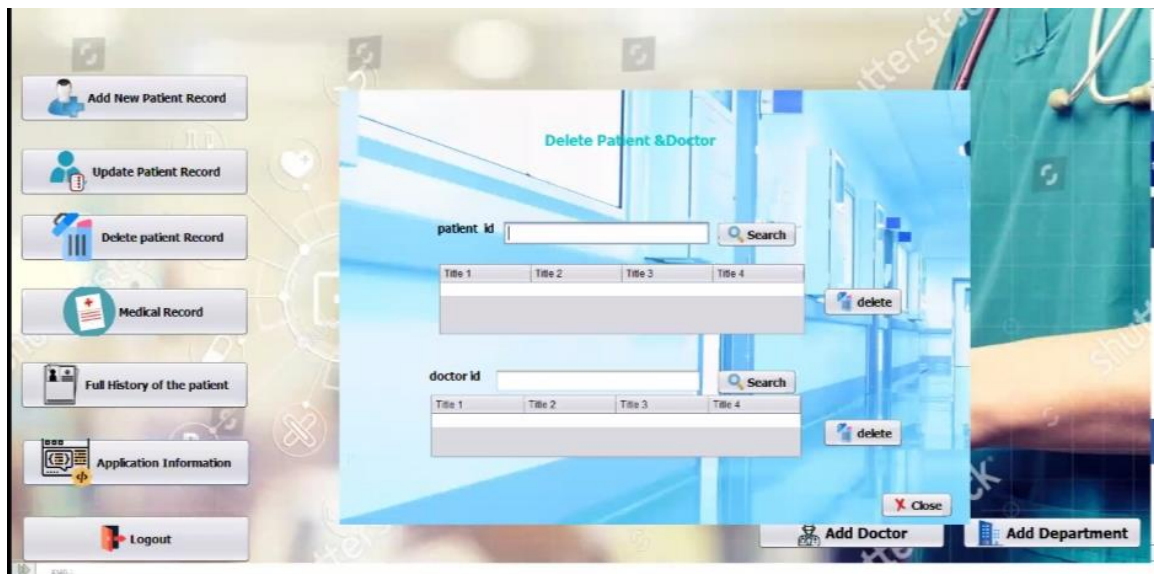 Add New Patient Record
Update Patient Record
Delete patient Record
Medical Record
Full History of the patient
Application Information
Logout
Delete Patient &Doctor
patient id
Search
Title 1 Title 2 Title 3 Title 4
delete
doctor id
Search
Title 1 Title 2 Title 3 Title 4
delete
Close
Add Doctor
Add Department